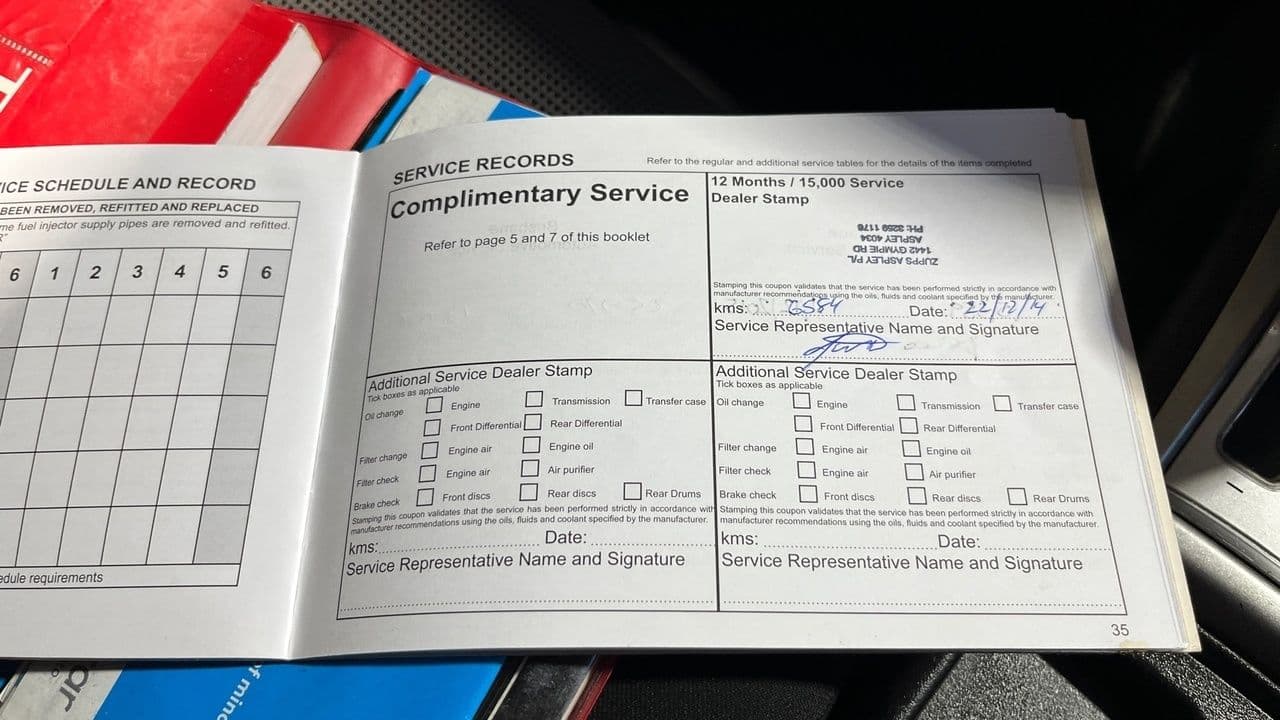 ICE SCHEDULE AND RECORD
BEEN REMOVED, REFITTED AND REPLACED
me fuel injector supply pipes are removed and refitted.
6 1 2 3 4 5 6
edule requirements
SERVICE RECORDS
Refer to the regular and additional service tables for the details of the items completed
Complimentary Service
Refer to page 5 and 7 of this booklet
12 Months / 15,000 Service
Dealer Stamp
ZUPPS ASPLEY P/L
1442 GYMPIE RD
ASPLEY 4034
PH: 3259 1178
Stamping this coupon validates that the service has been performed strictly in accordance with
manufacturer recommendations using the oils, fluids and coolant specified by the manufacturer.
kms: 6584 Date: 22/12/14
Service Representative Name and Signature
Additional Service Dealer Stamp
Tick boxes as applicable
Oil change Engine Transmission Transfer case
Front Differential Rear Differential
Filter change Engine air Engine oil
Filter check Engine air Air purifier
Brake check Front discs Rear discs Rear Drums
Stamping this coupon validates that the service has been performed strictly in accordance with
manufacturer recommendations using the oils, fluids and coolant specified by the manufacturer.
kms: Date:
Service Representative Name and Signature
Additional Service Dealer Stamp
Tick boxes as applicable
Oil change Engine Transmission Transfer case
Front Differential Rear Differential
Filter change Engine air Engine oil
Filter check Engine air Air purifier
Brake check Front discs Rear discs Rear Drums
Stamping this coupon validates that the service has been performed strictly in accordance with
manufacturer recommendations using the oils, fluids and coolant specified by the manufacturer.
kms: Date:
Service Representative Name and Signature
35
ar
f mind